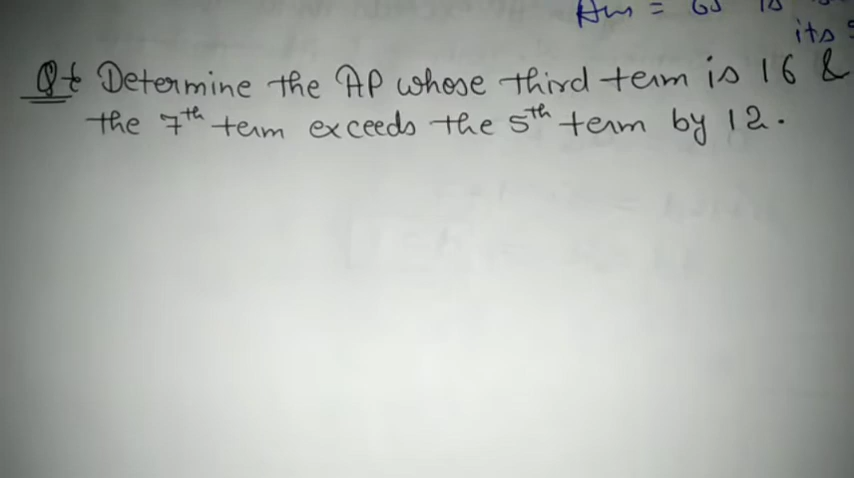 Ans =
its
Q Determine the AP whose third term is 16 &
the 7th term exceeds the 5th term by 12.